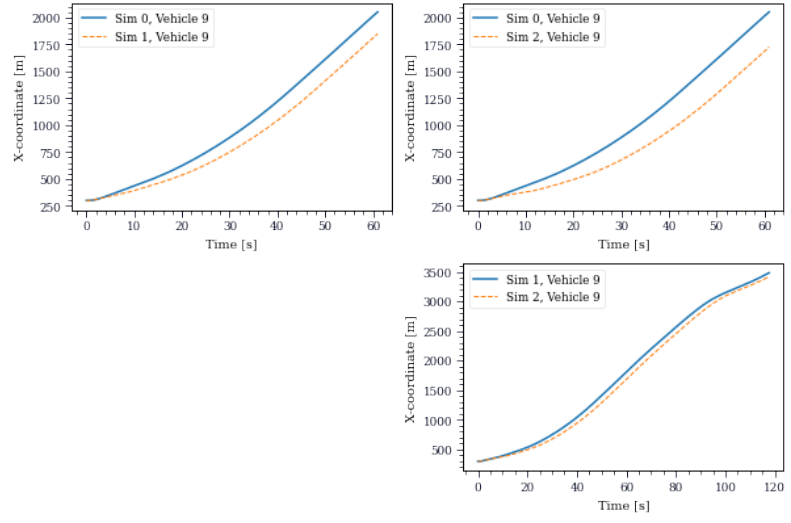 2000
1750
1500
1250
1000
750
500
250
X-coordinate [m]
Sim 0, Vehicle 9
Sim 1, Vehicle 9
0 10 20 30 40 50 60
Time [s]
2000
1750
1500
1250
1000
750
500
250
X-coordinate [m]
Sim 0, Vehicle 9
Sim 2, Vehicle 9
0 10 20 30 40 50 60
Time [s]
3500
3000
2500
2000
1500
1000
500
X-coordinate [m]
Sim 1, Vehicle 9
Sim 2, Vehicle 9
0 20 40 60 80 100 120
Time [s]